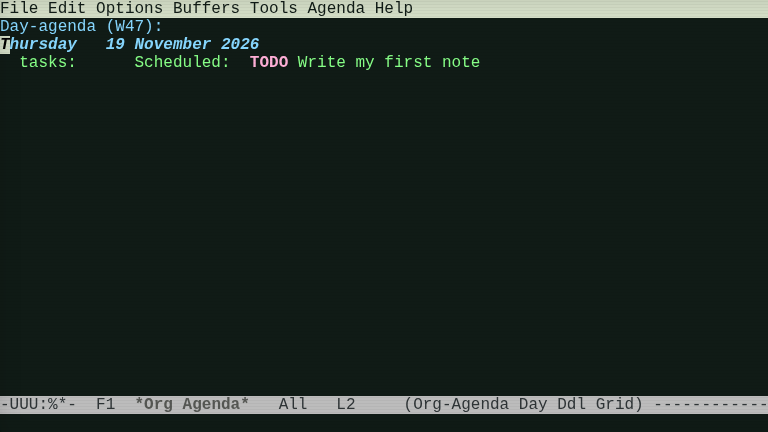 File Edit Options Buffers Tools Agenda Help
Day-agenda (W47):
Thursday   19 November 2026
  tasks:      Scheduled:  TODO Write my first note
-UUU:%*-  F1  *Org Agenda*   All   L2     (Org-Agenda Day Ddl Grid) ------------